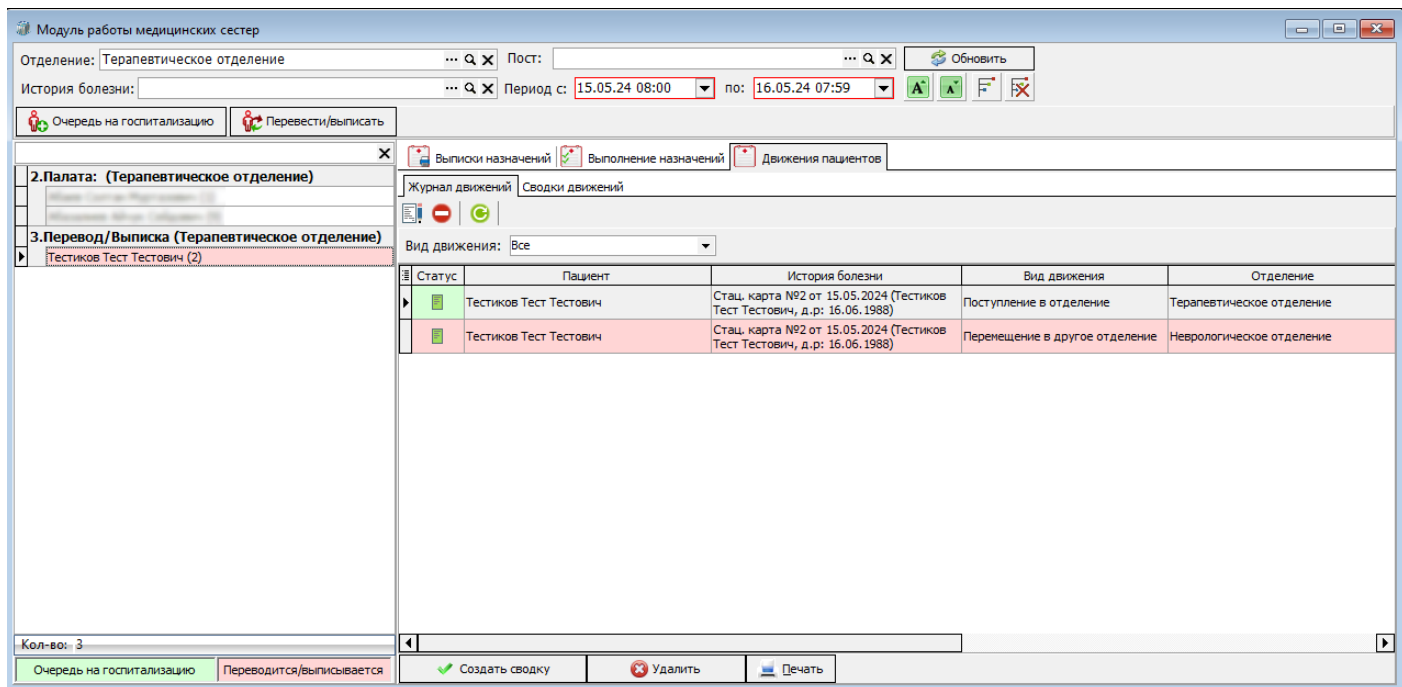 Модуль работы медицинских сестер
Отделение: Терапевтическое отделение Пост: Обновить
История болезни: Период с: 15.05.24 08:00 по: 16.05.24 07:59
Очередь на госпитализацию Перевести/выписать
Выписки назначений Выполнение назначений Движения пациентов
2.Палата: (Терапевтическое отделение)
3.Перевод/Выписка (Терапевтическое отделение)
Тестиков Тест Тестович (2)
Журнал движений Сводки движений
Вид движения: Все
Статус Пациент История болезни Вид движения Отделение
Тестиков Тест Тестович Стац. карта №2 от 15.05.2024 (Тестиков Поступление в отделение Терапевтическое отделение
Тест Тестович, д.р: 16.06.1988)
Тестиков Тест Тестович Стац. карта №2 от 15.05.2024 (Тестиков Перемещение в другое отделение Неврологическое отделение
Тест Тестович, д.р: 16.06.1988)
Кол-во: 3
Очередь на госпитализацию Переводится/выписывается
Создать сводку Удалить Печать